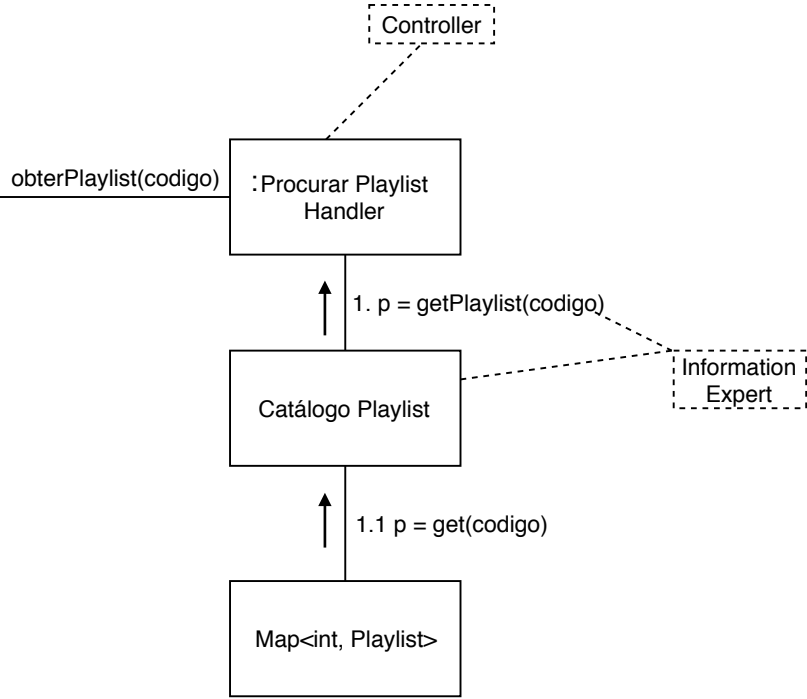 Controller
obterPlaylist(codigo)
:Procurar Playlist
Handler
1. p = getPlaylist(codigo)
Information
Expert
Catálogo Playlist
1.1 p = get(codigo)
Map<int, Playlist>